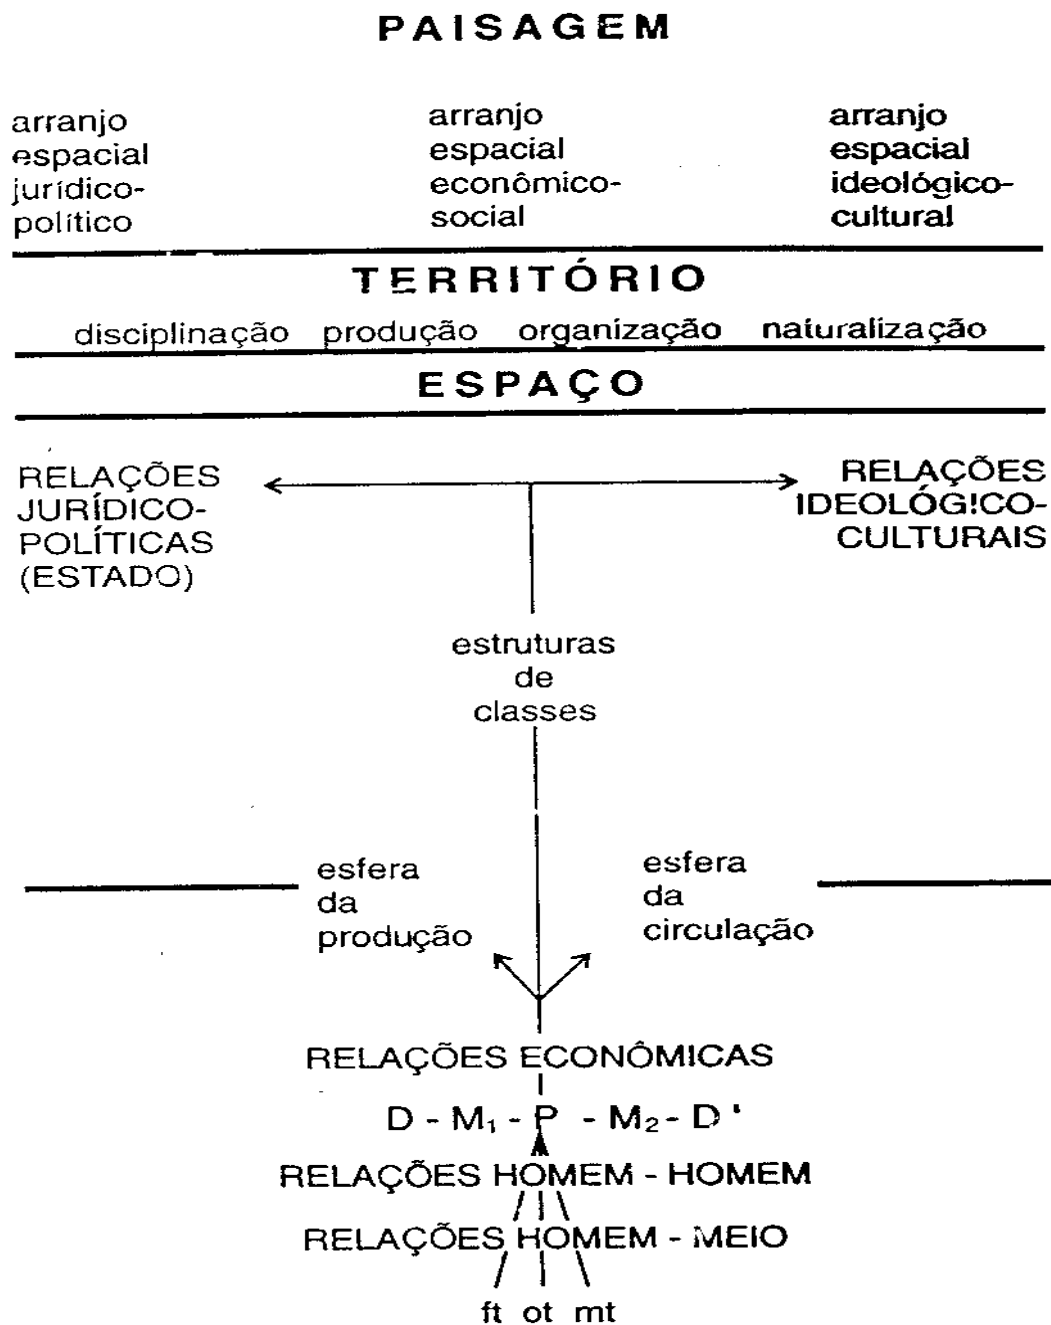 PAISAGEM
arranjo
espacial
jurídico-
político
arranjo
espacial
econômico-
social
arranjo
espacial
ideológico-
cultural
TERRITÓRIO
disciplinação produção organização naturalização
ESPAÇO
RELAÇÕES
JURÍDICO-
POLÍTICAS
(ESTADO)
RELAÇÕES
IDEOLÓGICO-
CULTURAIS
estruturas
de
classes
esfera
da
produção
esfera
da
circulação
RELAÇÕES ECONÔMICAS
D - M₁ - P - M₂ - D'
RELAÇÕES HOMEM - HOMEM
RELAÇÕES HOMEM - MEIO
ft ot mt